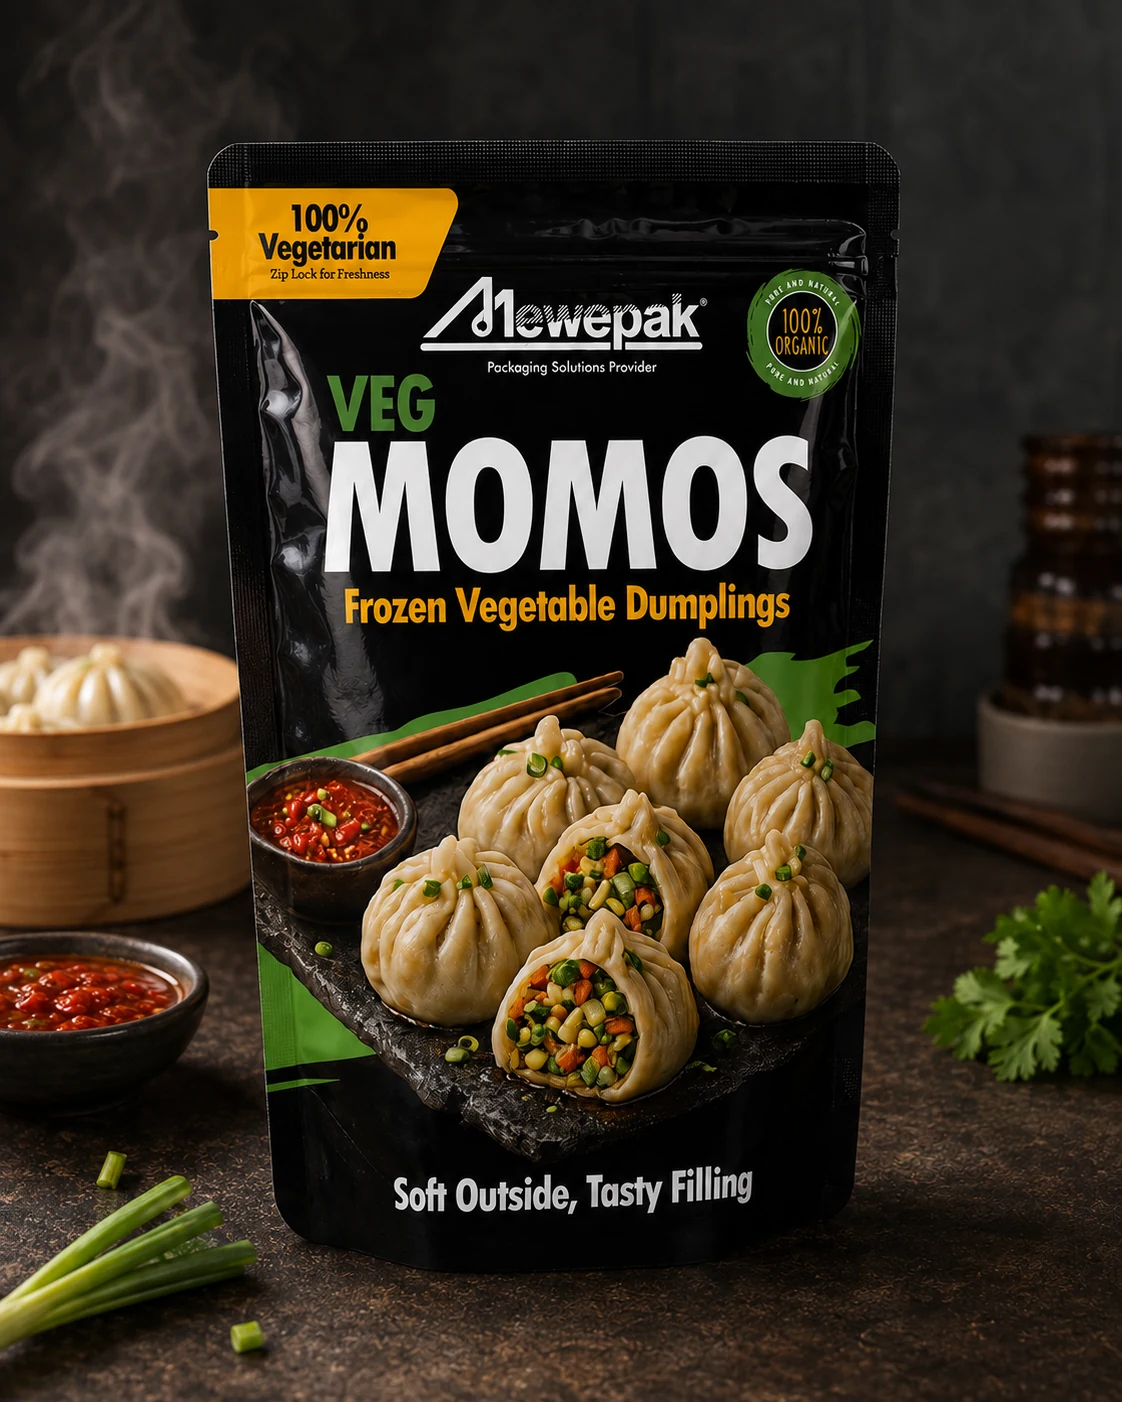 100%
Vegetarian
Zip Lock for Freshness
Mewepak®
Packaging Solutions Provider
PURE AND NATURAL
100%
ORGANIC
PURE AND NATURAL
VEG
MOMOS
Frozen Vegetable Dumplings
Soft Outside, Tasty Filling